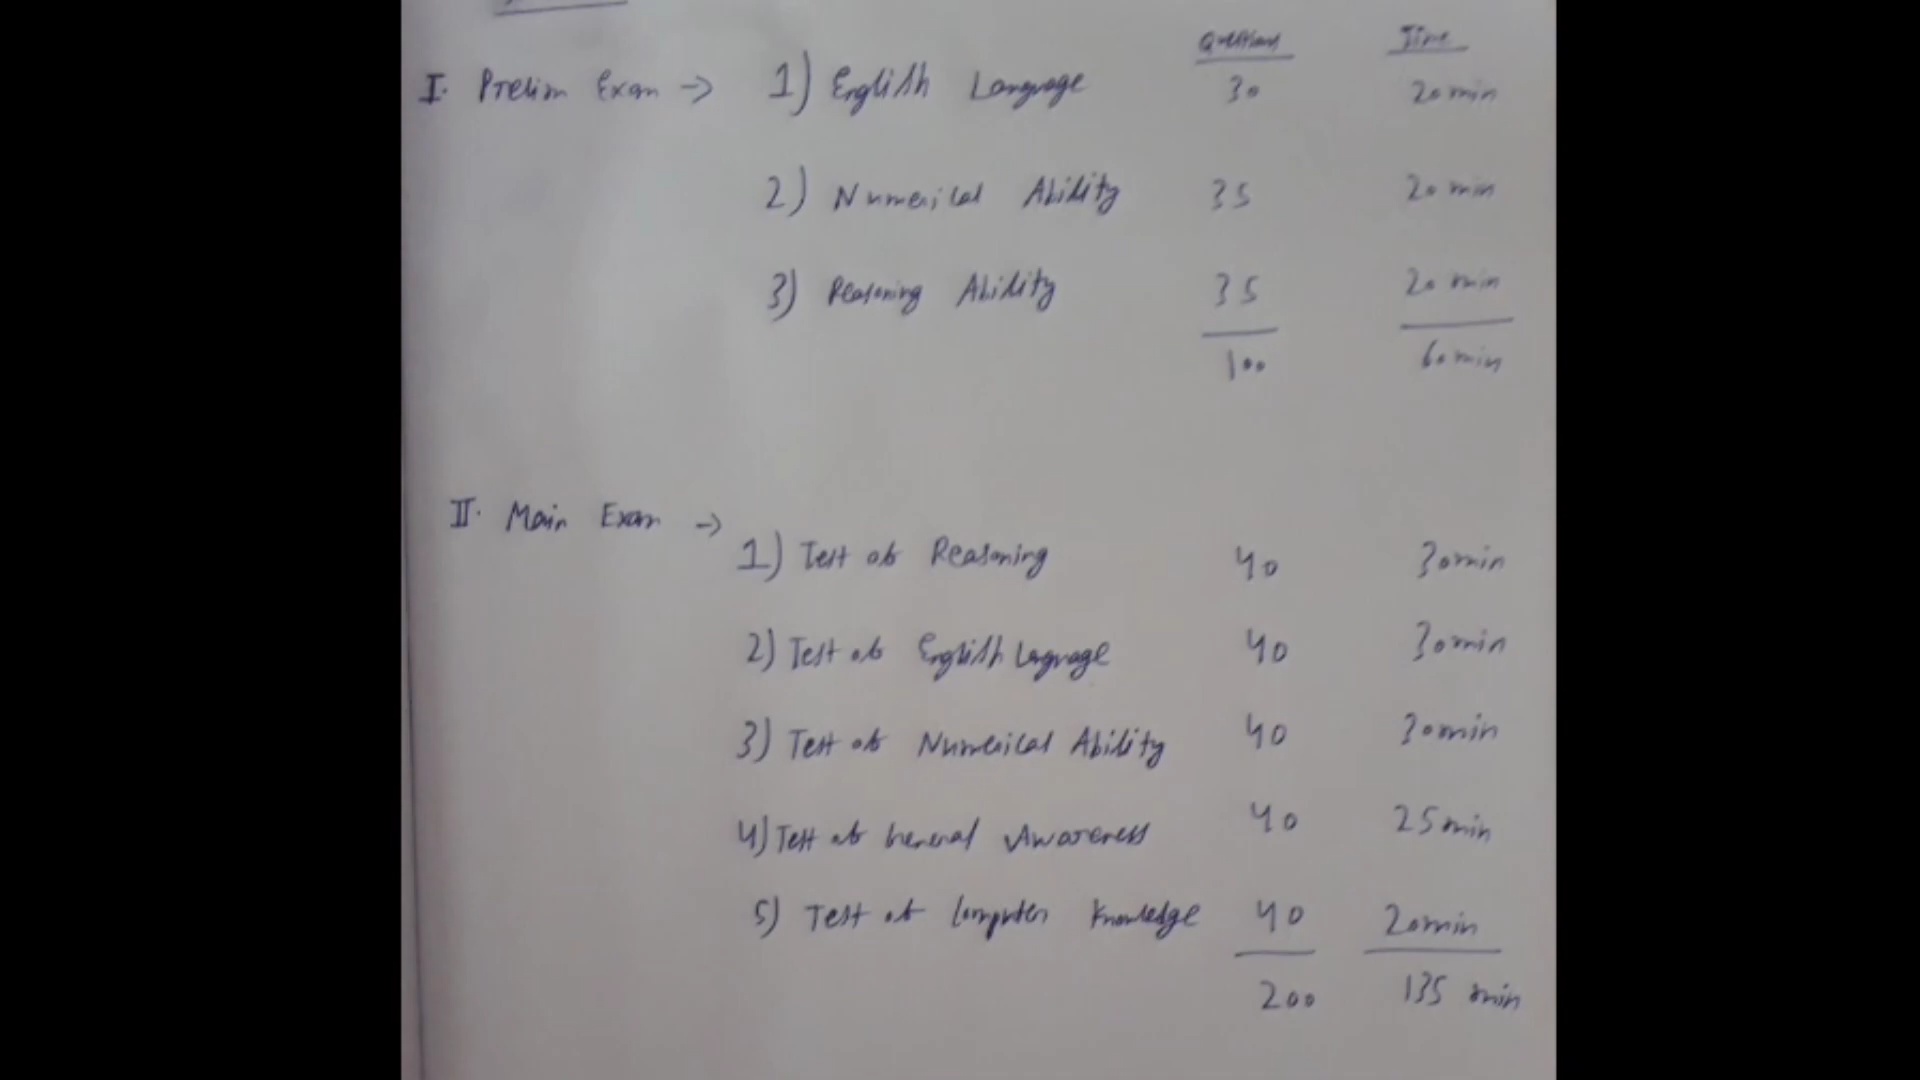 Questions Time
I. Prelim Exam → 1) English Language 30 20 min
2) Numerical Ability 35 20 min
3) Reasoning Ability 35 20 min
100 60 min
II. Main Exam →
1) Test of Reasoning 40 30 min
2) Test of English Language 40 30 min
3) Test of Numerical Ability 40 30 min
4) Test of General Awareness 40 25 min
5) Test of Computer Knowledge 40 20 min
200 135 min